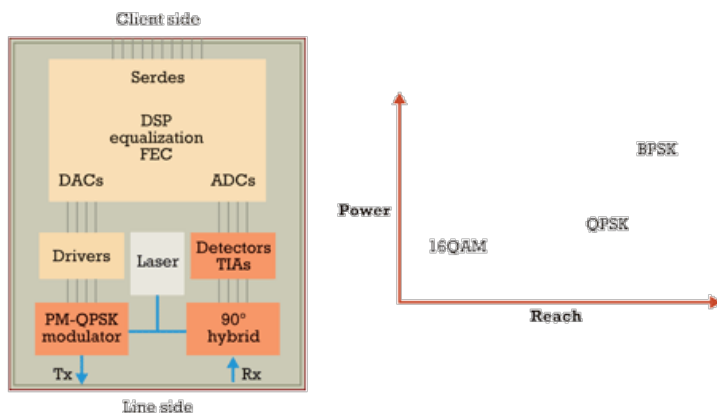 Client side
Serdes
DSP
equalization
FEC
DACs
ADCs
Drivers
Laser
Detectors
TIAs
PM-QPSK
modulator
90° 
hybrid
Tx
Rx
Line side
Power
BPSK
QPSK
16QAM
Reach